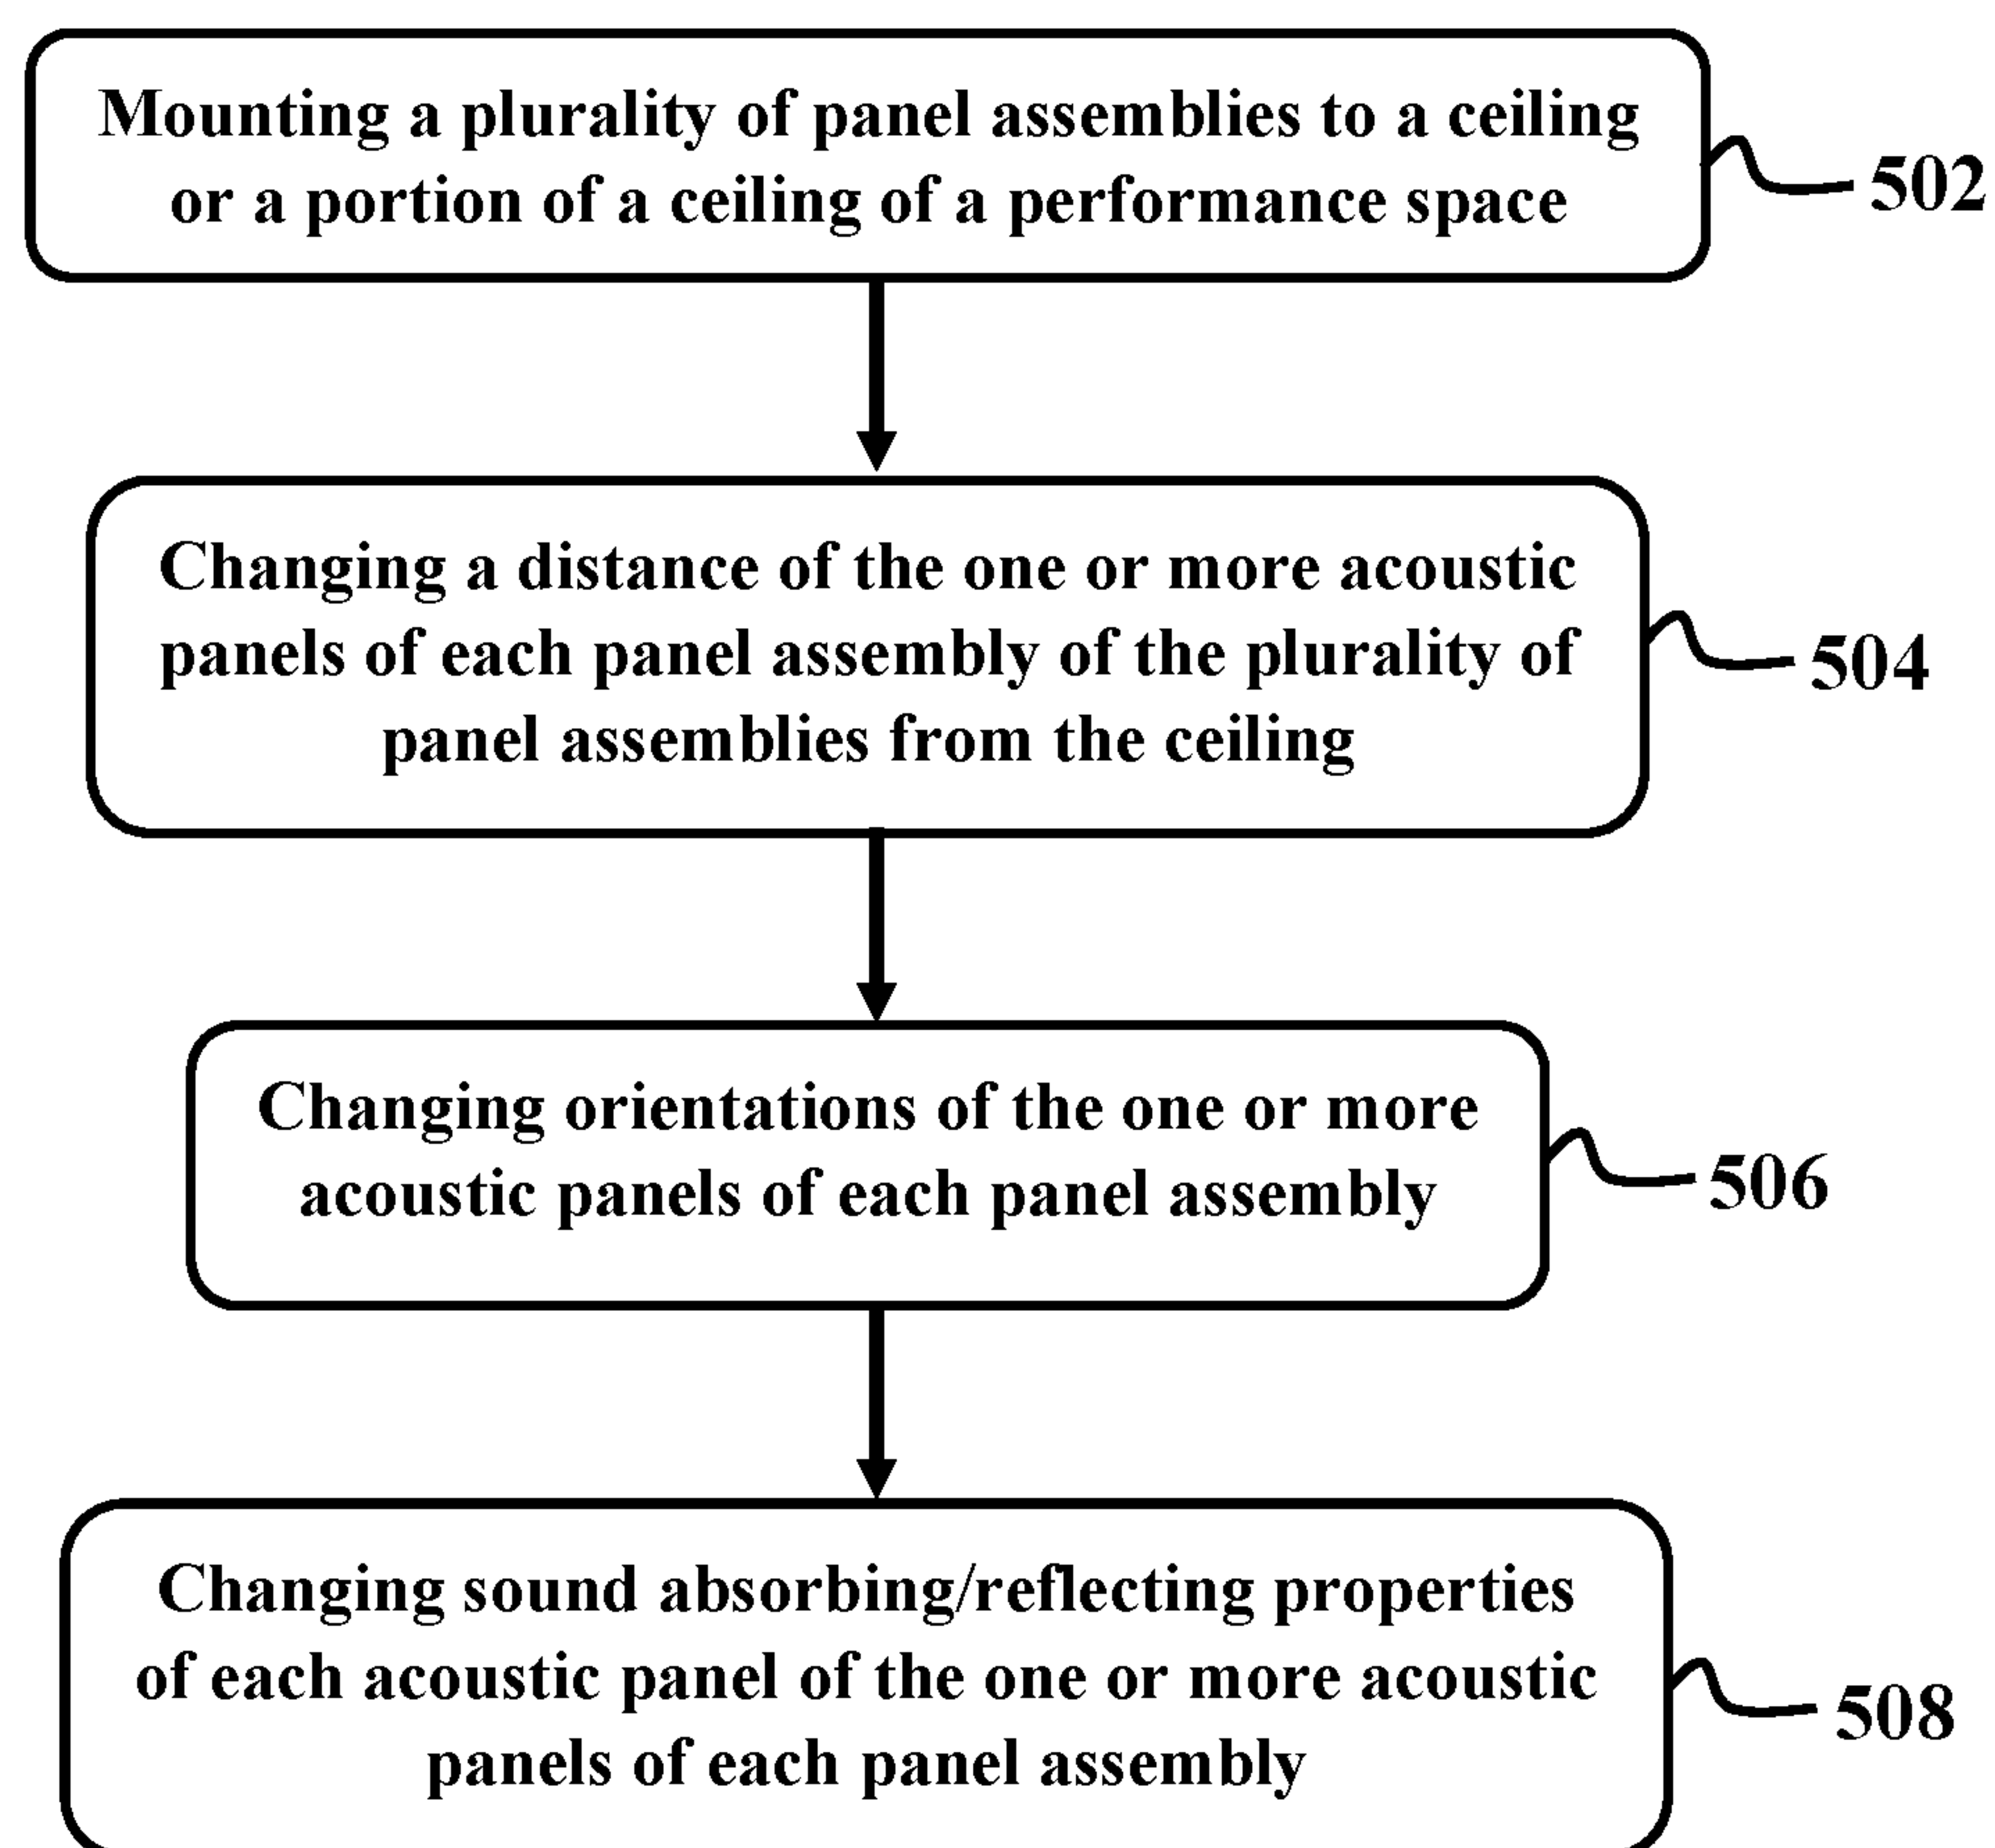 Mounting a plurality of panel assemblies to a ceiling
or a portion of a ceiling of a performance space
502
Changing a distance of the one or more acoustic
panels of each panel assembly of the plurality of
panel assemblies from the ceiling
504
Changing orientations of the one or more
acoustic panels of each panel assembly
506
Changing sound absorbing/reflecting properties
of each acoustic panel of the one or more acoustic
panels of each panel assembly
508